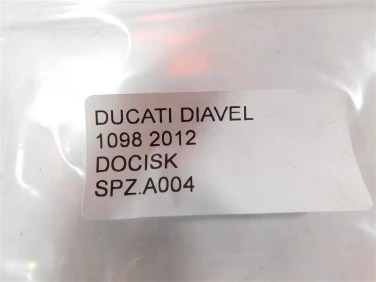 DUCATI DIAVEL
1098 2012
DOCISK
SPZ.A004